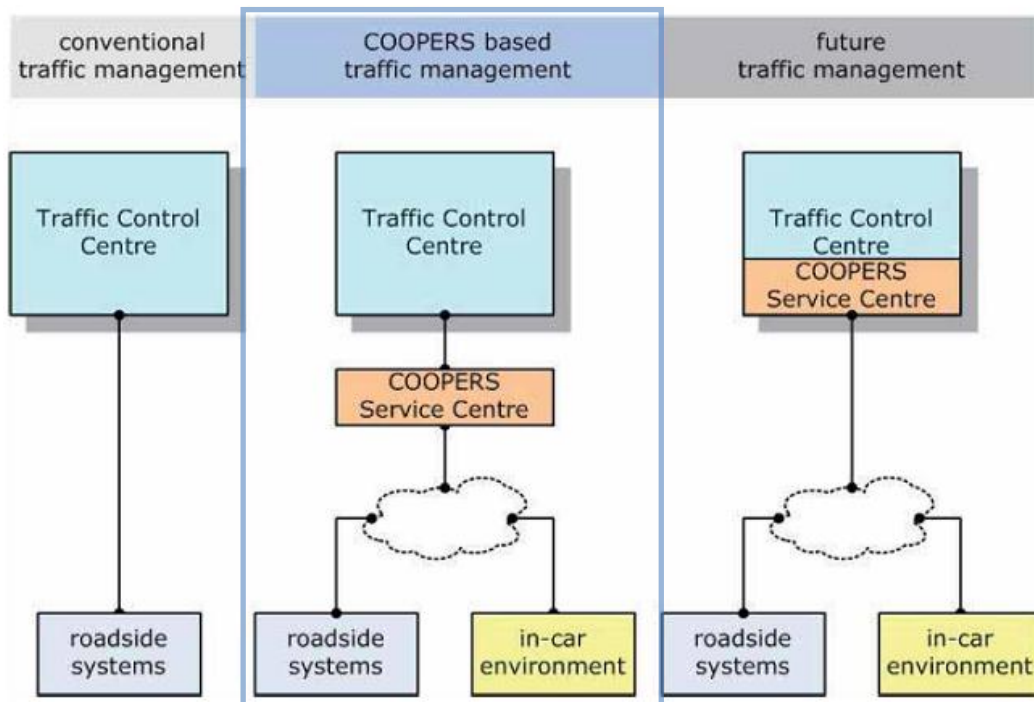 conventional
traffic management
COOPERS based
traffic management
future
traffic management
Traffic Control
Centre
Traffic Control
Centre
Traffic Control
Centre
COOPERS
Service Centre
COOPERS
Service Centre
roadside
systems
roadside
systems
in-car
environment
roadside
systems
in-car
environment